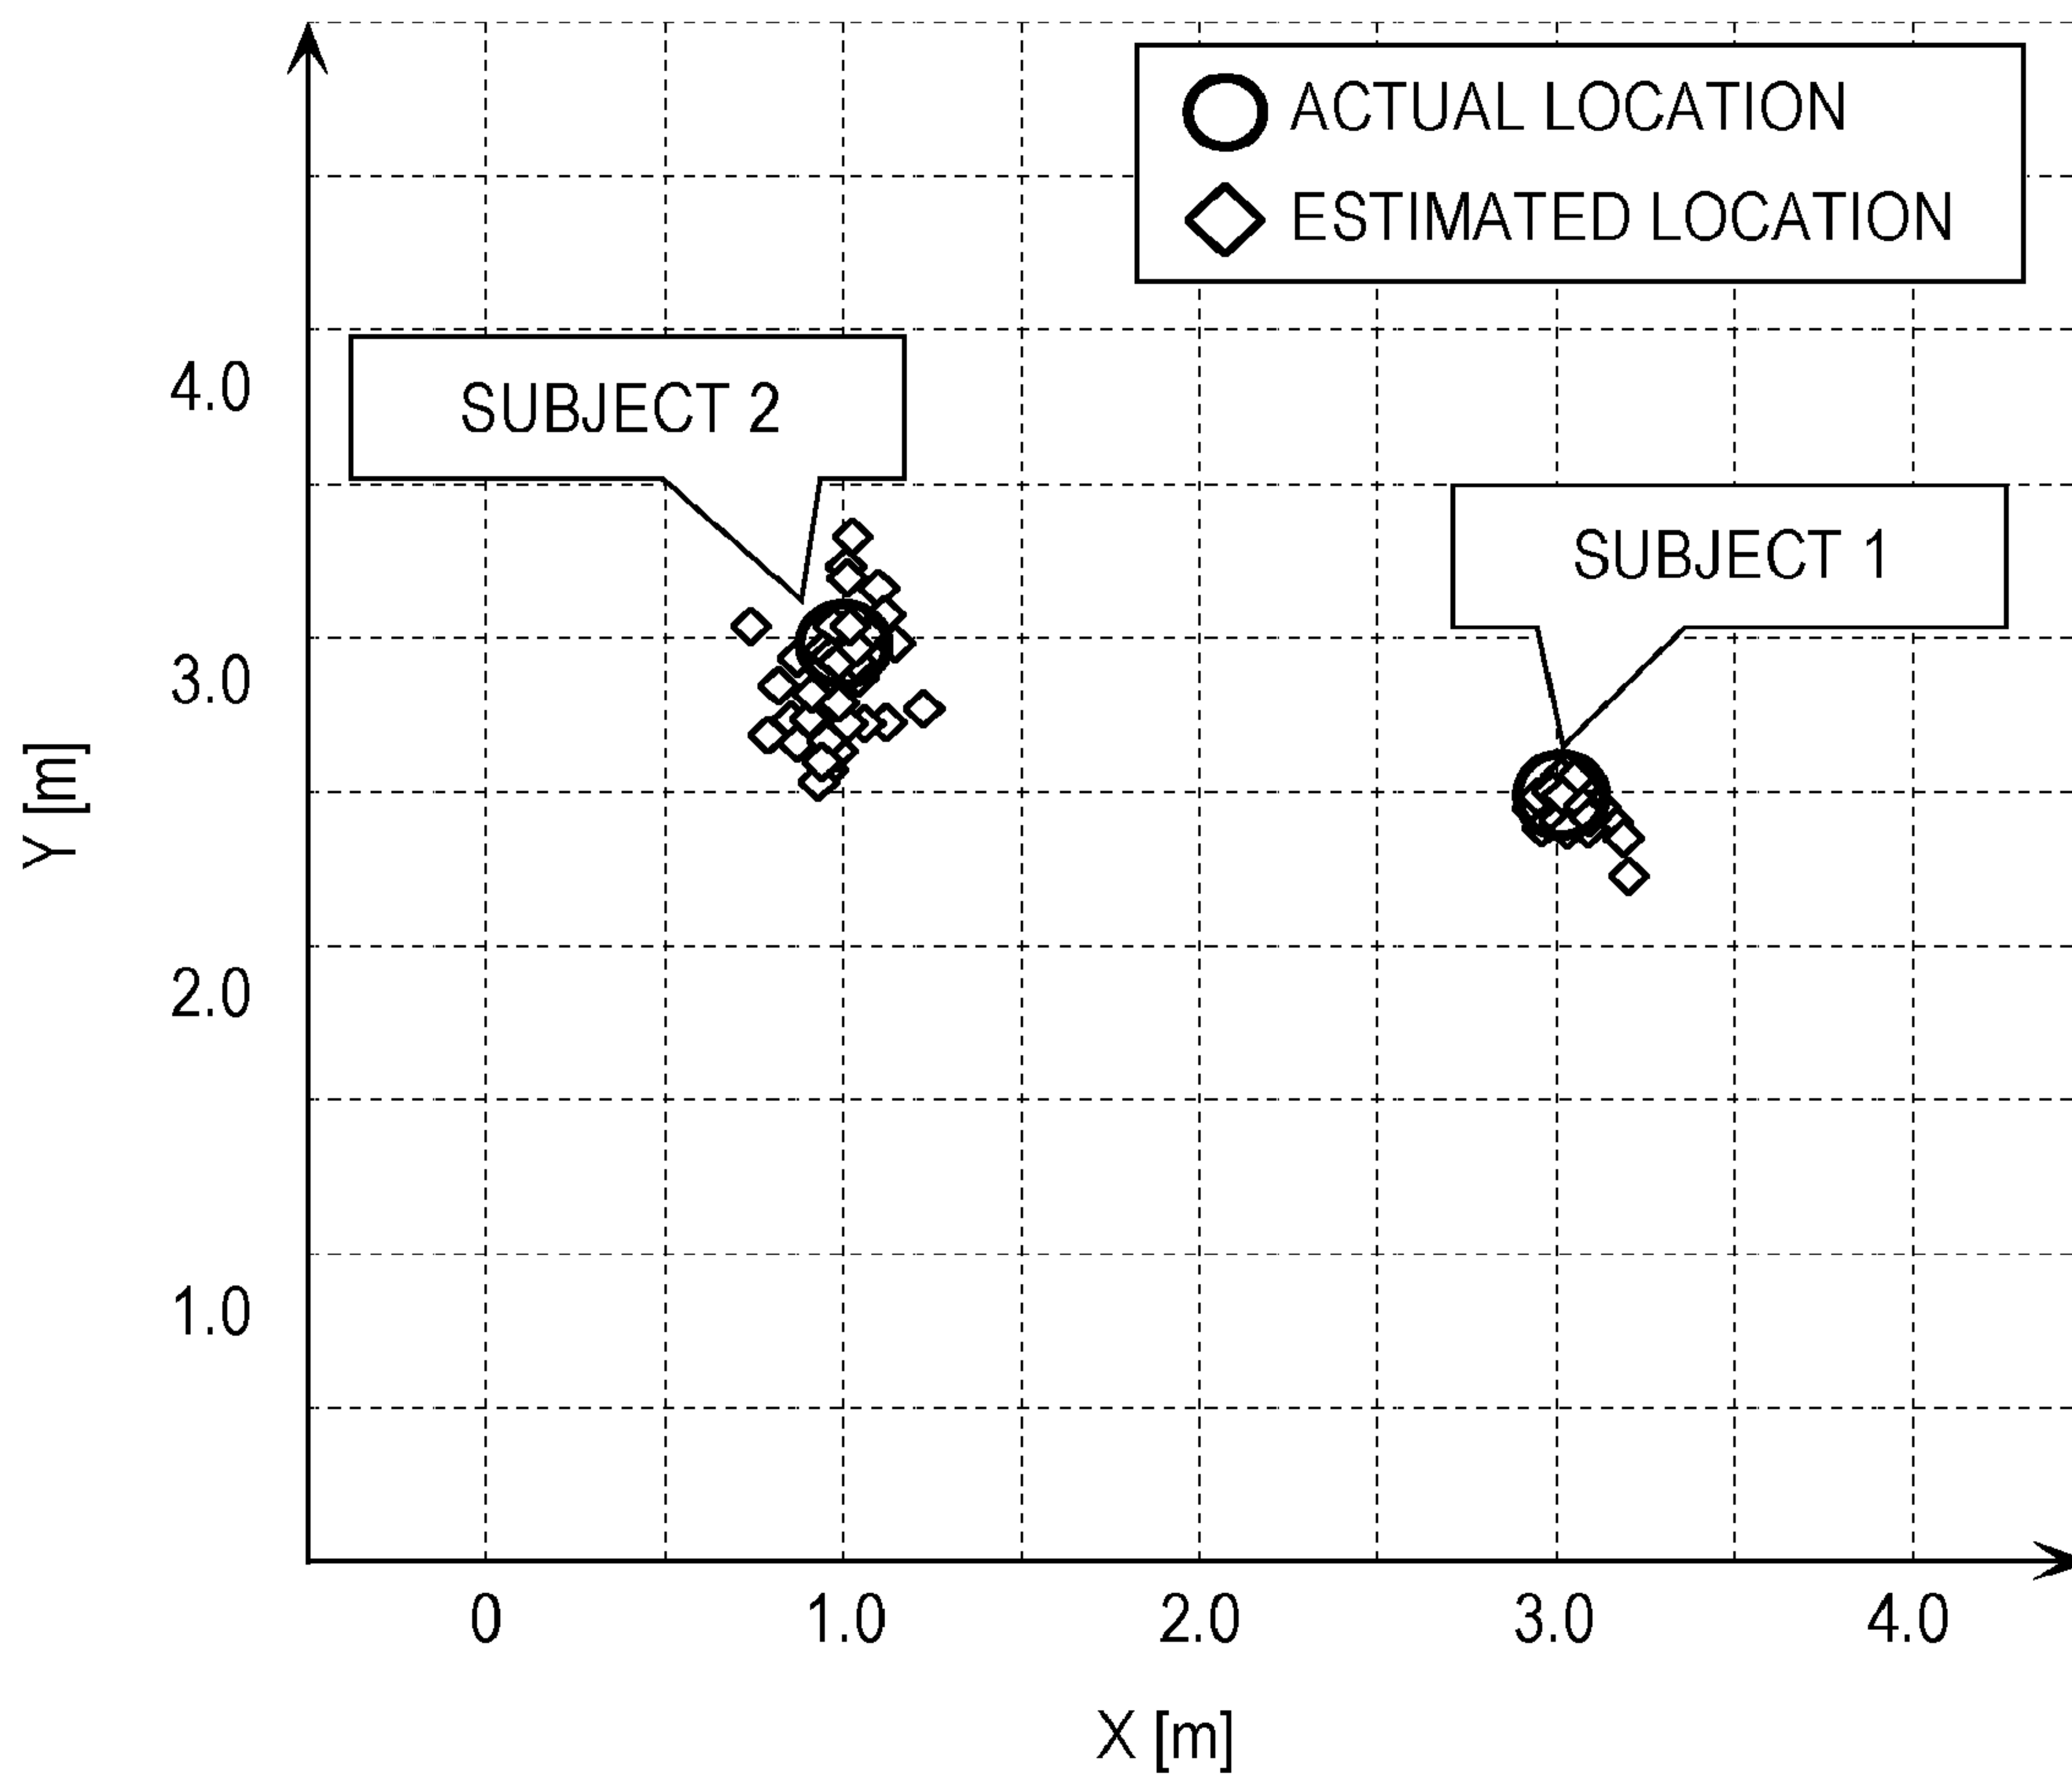 ACTUAL LOCATION
ESTIMATED LOCATION
SUBJECT 2
SUBJECT 1
4.0
3.0
2.0
1.0
Y [m]
0 1.0 2.0 3.0 4.0
X [m]